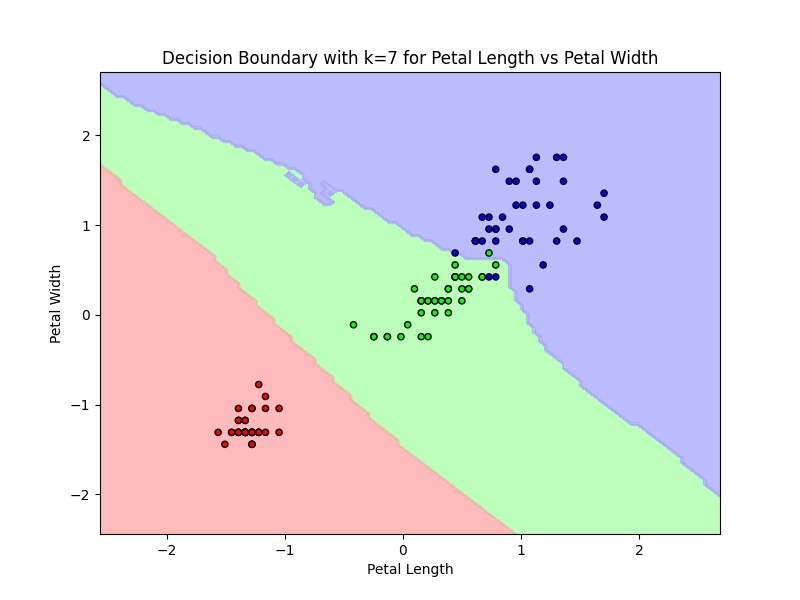 Decision Boundary with k=7 for Petal Length vs Petal Width
2
1
0
−1
−2
Petal Width
−2 −1 0 1 2
Petal Length